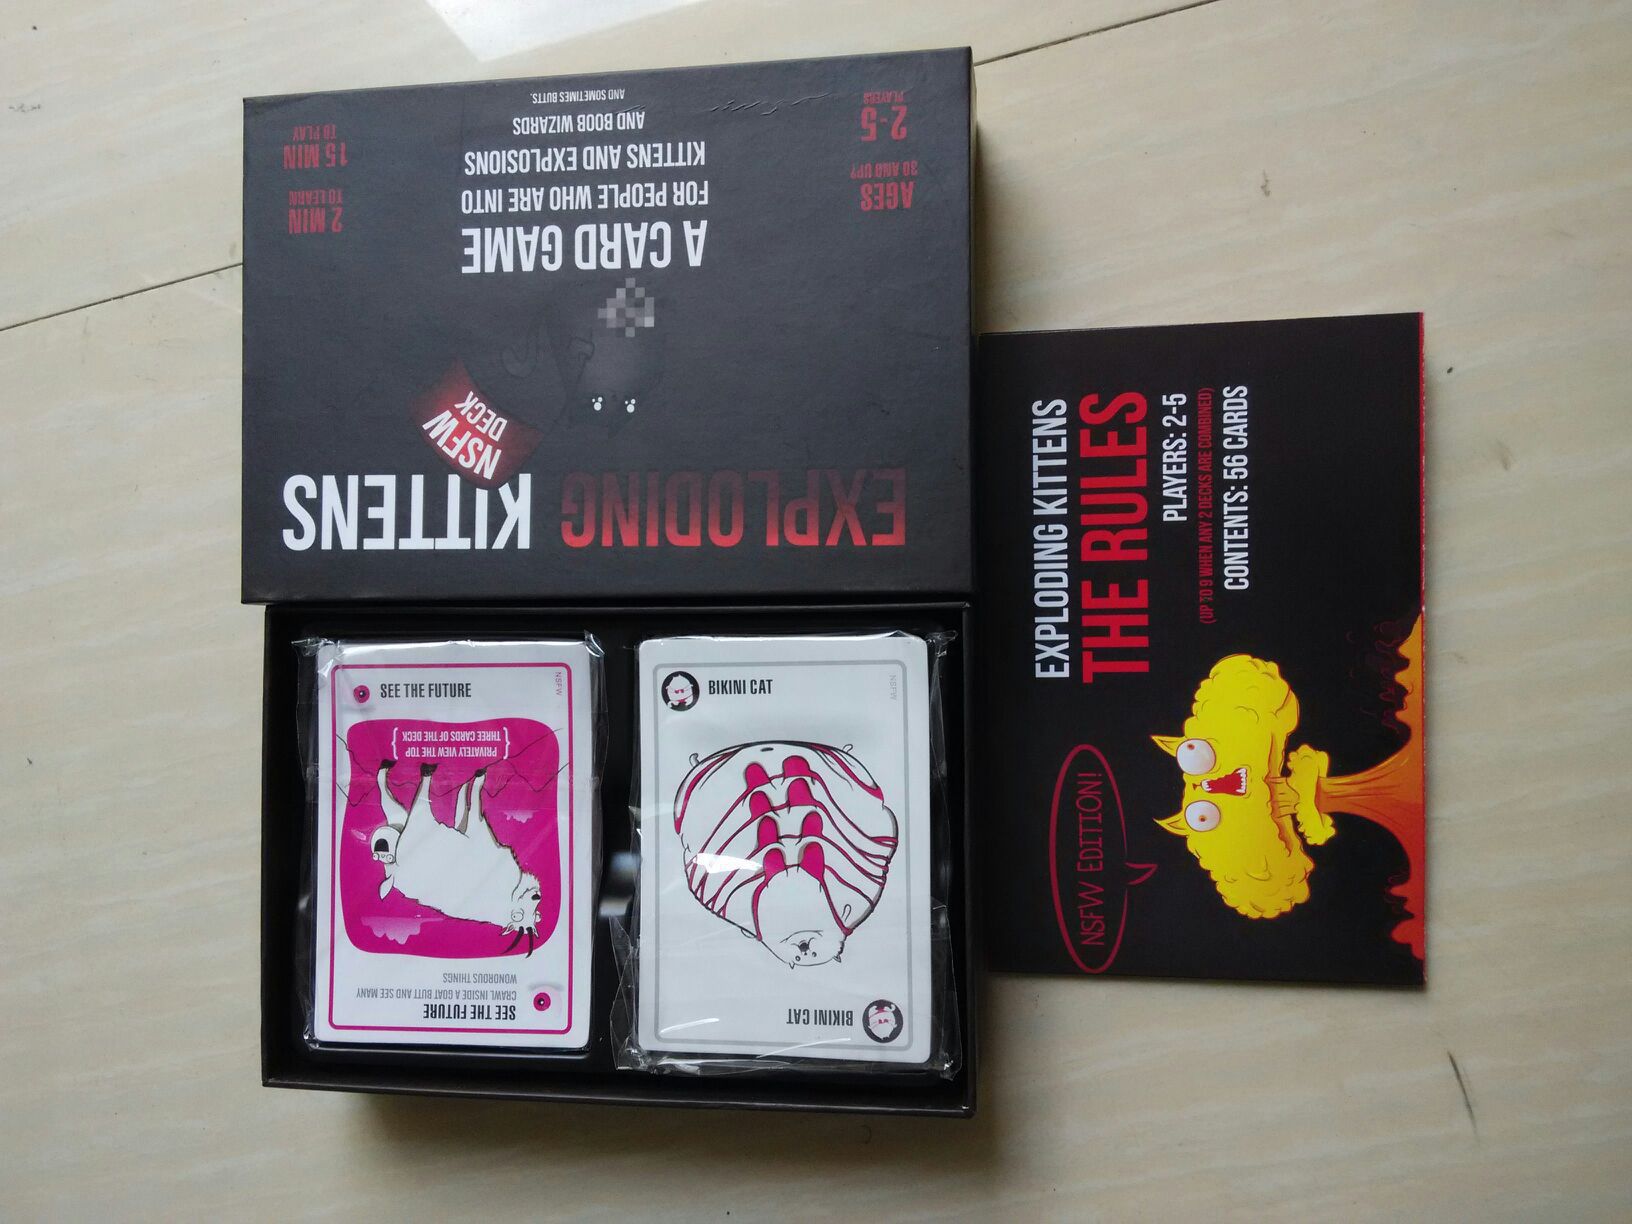 EXPLODING KITTENS
NSFW
DECK
A CARD GAME
FOR PEOPLE WHO ARE INTO
KITTENS AND EXPLOSIONS
AND BOOB WIZARDS
AND SOMETIMES BUTTS.
AGES
30 AND UP?
2-5
PLAYERS
2 MIN
TO LEARN
15 MIN
TO PLAY
SEE THE FUTURE
NSFW
PRIVATELY VIEW THE TOP
THREE CARDS OF THE DECK
SEE THE FUTURE
CRAWL INSIDE A GOAT BUTT AND SEE MANY
WONDROUS THINGS
BIKINI CAT
NSFW
BIKINI CAT
EXPLODING KITTENS
THE RULES
PLAYERS: 2-5
(UP TO 9 WHEN ANY 2 DECKS ARE COMBINED)
CONTENTS: 56 CARDS
NSFW EDITION!